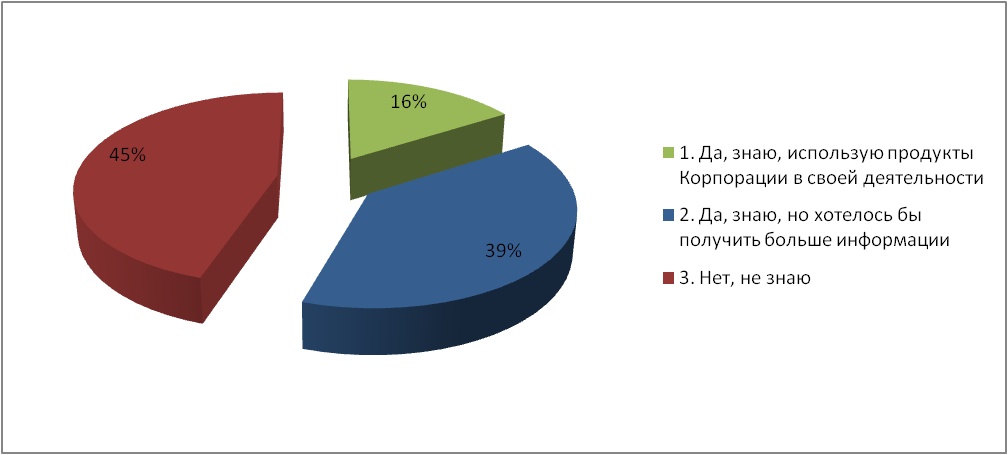 16%
45%
39%
1. Да, знаю, использую продукты
Корпорации в своей деятельности
2. Да, знаю, но хотелось бы
получить больше информации
3. Нет, не знаю